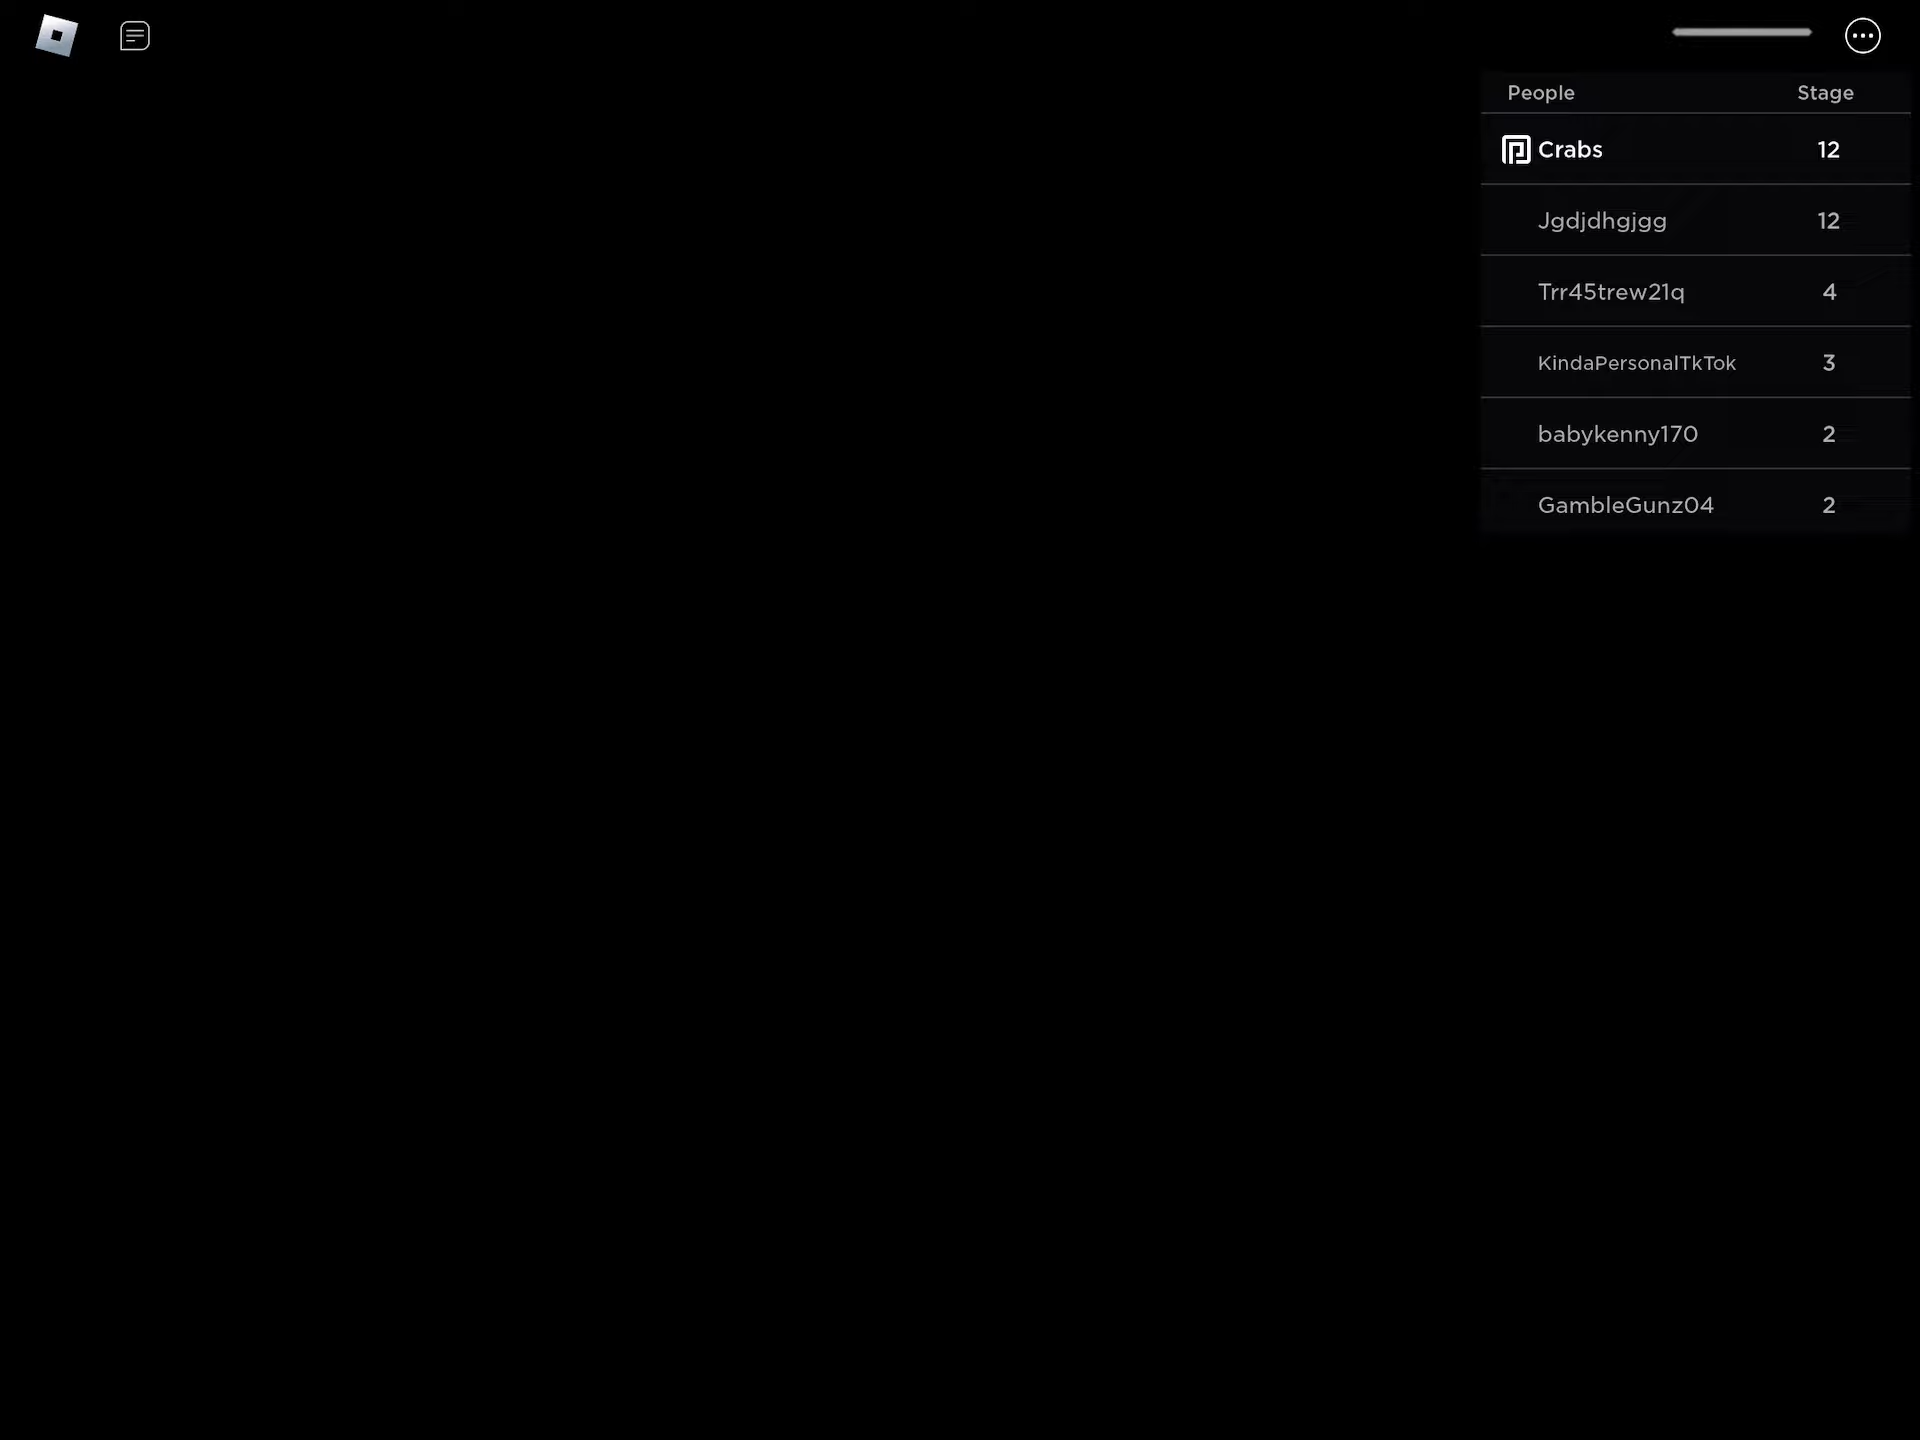 People Stage
Crabs 12
Jgdjdhgjgg 12
Trr45trew21q 4
KindaPersonalTkTok 3
babykenny170 2
GambleGunz04 2